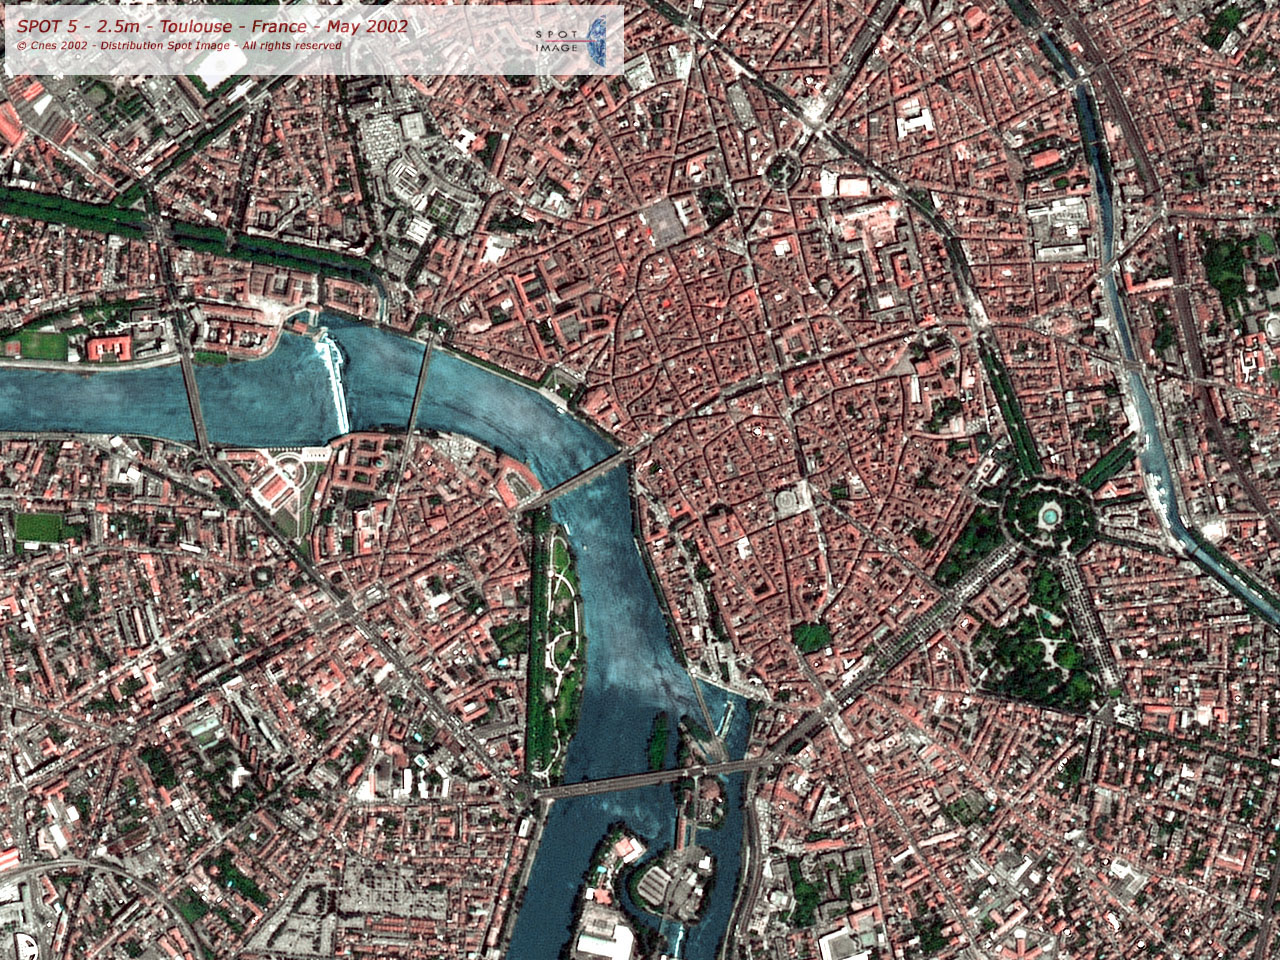 SPOT 5 - 2.5m - Toulouse - France - May 2002
© Cnes 2002 - Distribution Spot Image - All rights reserved
SPOT
IMAGE